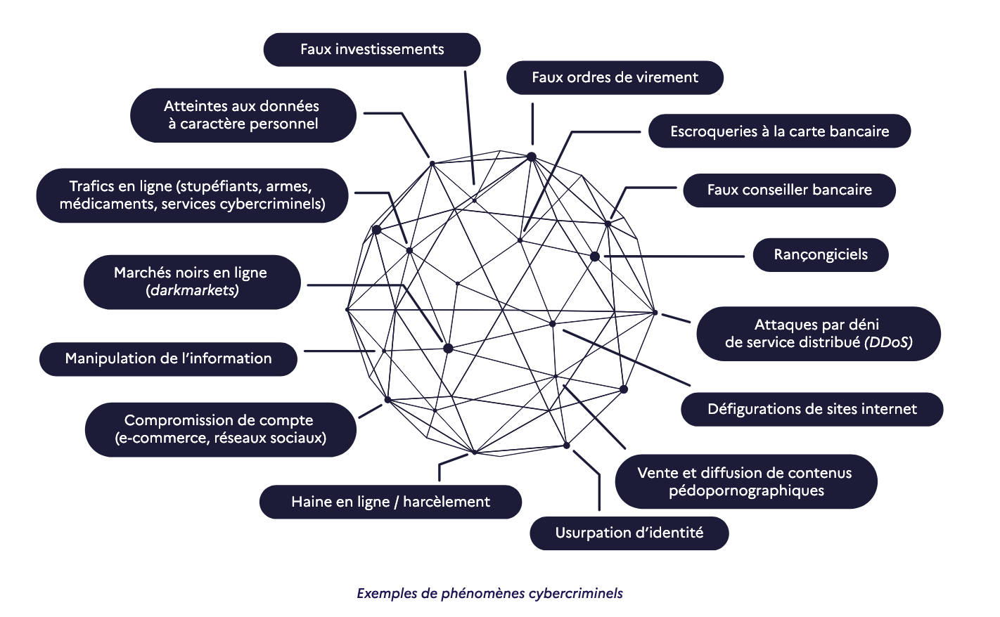 Faux investissements
Faux ordres de virement
Atteintes aux données
à caractère personnel
Escroqueries à la carte bancaire
Trafics en ligne (stupéfiants, armes,
médicaments, services cybercriminels)
Faux conseiller bancaire
Rançongiciels
Marchés noirs en ligne
(darkmarkets)
Attaques par déni
de service distribué (DDoS)
Manipulation de l’information
Défigurations de sites internet
Compromission de compte
(e-commerce, réseaux sociaux)
Vente et diffusion de contenus
pédopornographiques
Haine en ligne / harcèlement
Usurpation d’identité
Exemples de phénomènes cybercriminels